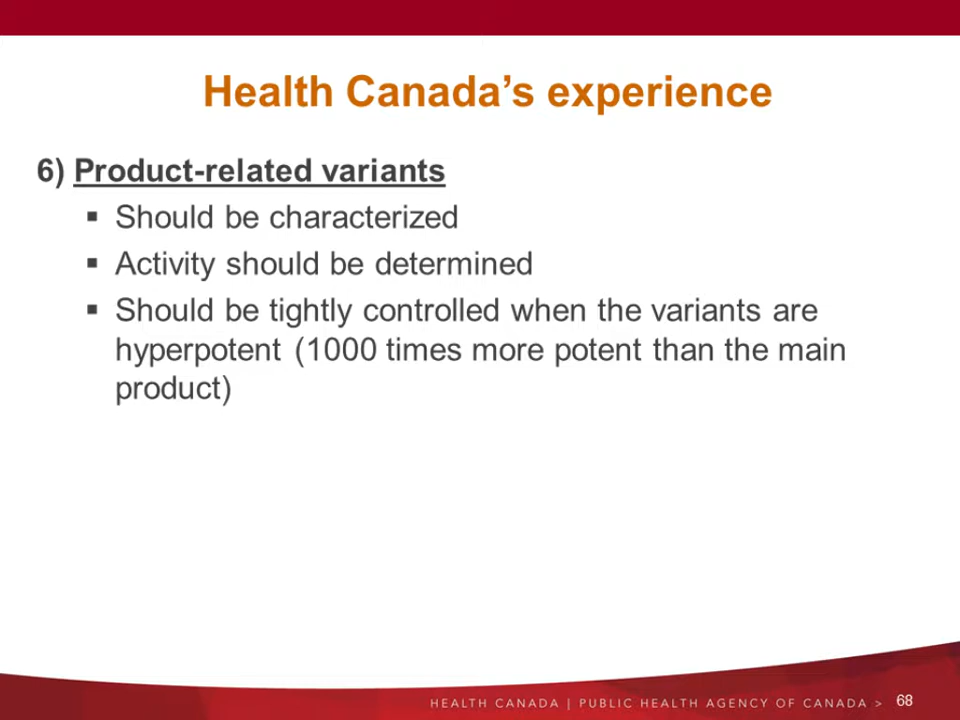 Health Canada’s experience
6) Product-related variants
▪ Should be characterized
▪ Activity should be determined
▪ Should be tightly controlled when the variants are
hyperpotent (1000 times more potent than the main
product)
HEALTH CANADA | PUBLIC HEALTH AGENCY OF CANADA > 68